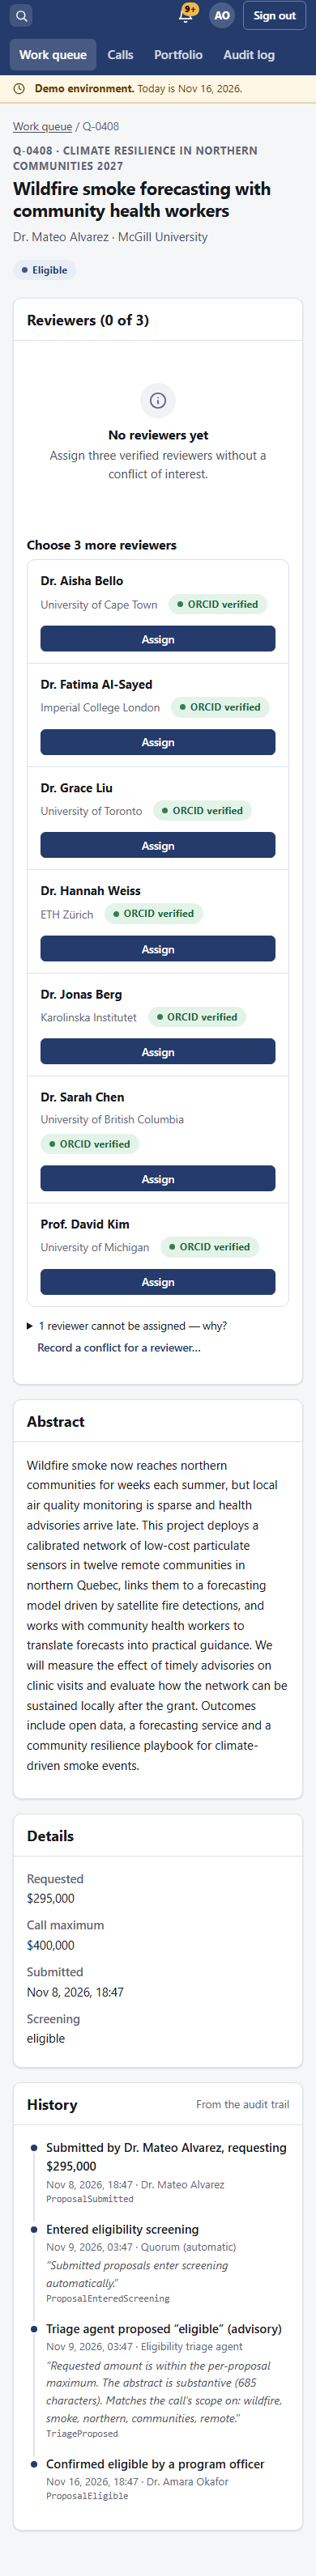 9+
AO
Sign out
Work queue
Calls
Portfolio
Audit log
Demo environment. Today is Nov 16, 2026.
Work queue / Q-0408
Q-0408 · CLIMATE RESILIENCE IN NORTHERN
COMMUNITIES 2027
Wildfire smoke forecasting with
community health workers
Dr. Mateo Alvarez · McGill University
Eligible
Reviewers (0 of 3)
No reviewers yet
Assign three verified reviewers without a
conflict of interest.
Choose 3 more reviewers
Dr. Aisha Bello
University of Cape Town ORCID verified
Assign
Dr. Fatima Al-Sayed
Imperial College London ORCID verified
Assign
Dr. Grace Liu
University of Toronto ORCID verified
Assign
Dr. Hannah Weiss
ETH Zürich ORCID verified
Assign
Dr. Jonas Berg
Karolinska Institutet ORCID verified
Assign
Dr. Sarah Chen
University of British Columbia
ORCID verified
Assign
Prof. David Kim
University of Michigan ORCID verified
Assign
1 reviewer cannot be assigned — why?
Record a conflict for a reviewer...
Abstract
Wildfire smoke now reaches northern
communities for weeks each summer, but local
air quality monitoring is sparse and health
advisories arrive late. This project deploys a
calibrated network of low-cost particulate
sensors in twelve remote communities in
northern Quebec, links them to a forecasting
model driven by satellite fire detections, and
works with community health workers to
translate forecasts into practical guidance. We
will measure the effect of timely advisories on
clinic visits and evaluate how the network can be
sustained locally after the grant. Outcomes
include open data, a forecasting service and a
community resilience playbook for climate-
driven smoke events.
Details
Requested
$295,000
Call maximum
$400,000
Submitted
Nov 8, 2026, 18:47
Screening
eligible
History
From the audit trail
Submitted by Dr. Mateo Alvarez, requesting
$295,000
Nov 8, 2026, 18:47 · Dr. Mateo Alvarez
ProposalSubmitted
Entered eligibility screening
Nov 9, 2026, 03:47 · Quorum (automatic)
“Submitted proposals enter screening
automatically.”
ProposalEnteredScreening
Triage agent proposed “eligible” (advisory)
Nov 9, 2026, 03:47 · Eligibility triage agent
“Requested amount is within the per-proposal
maximum. The abstract is substantive (685
characters). Matches the call's scope on: wildfire,
smoke, northern, communities, remote.”
TriageProposed
Confirmed eligible by a program officer
Nov 16, 2026, 18:47 · Dr. Amara Okafor
ProposalEligible